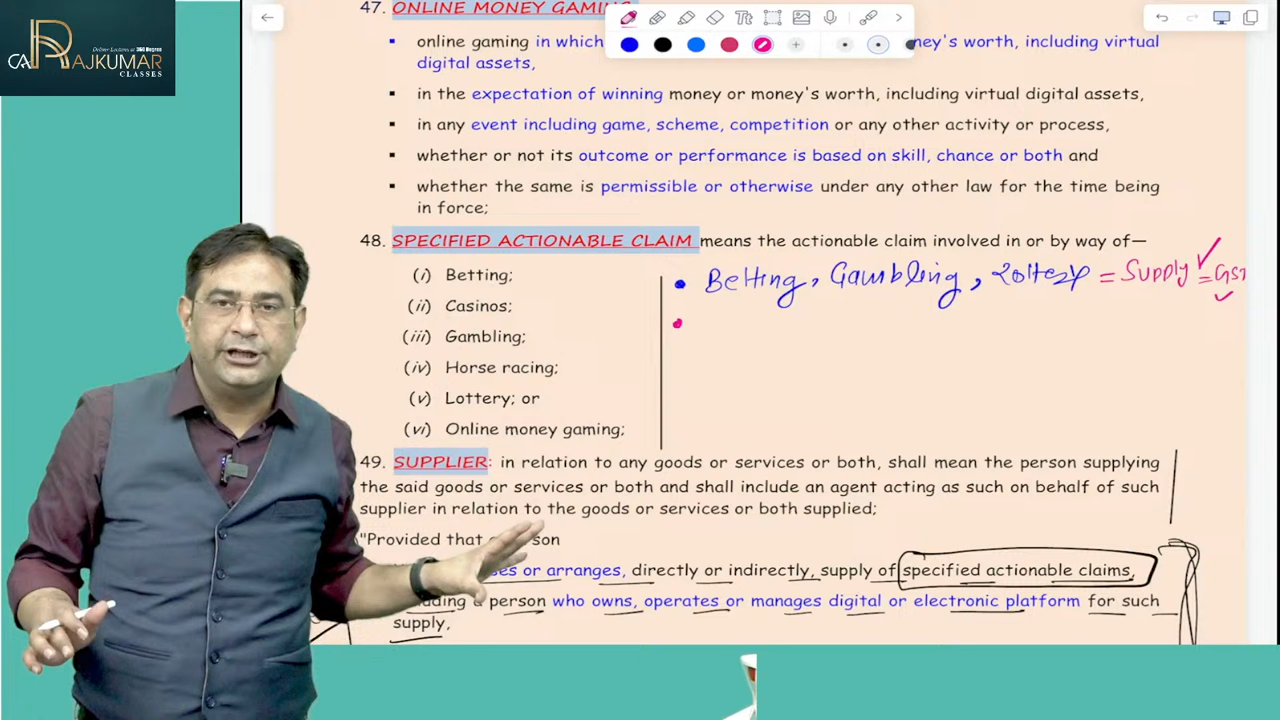 Deliver Lectures at 360 Degree
CA RAJKUMAR
CLASSES
47. ONLINE MONEY GAMING
Tt
▪ online gaming in which ney's worth, including virtual
digital assets,
▪ in the expectation of winning money or money's worth, including virtual digital assets,
▪ in any event including game, scheme, competition or any other activity or process,
▪ whether or not its outcome or performance is based on skill, chance or both and
▪ whether the same is permissible or otherwise under any other law for the time being
in force;
48. SPECIFIED ACTIONABLE CLAIM means the actionable claim involved in or by way of—
(i) Betting;
(ii) Casinos;
(iii) Gambling;
(iv) Horse racing;
(v) Lottery; or
(vi) Online money gaming;
• Betting, Gambling, Lottery = Supply = GST
49. SUPPLIER: in relation to any goods or services or both, shall mean the person supplying
the said goods or services or both and shall include an agent acting as such on behalf of such
supplier in relation to the goods or services or both supplied;
"Provided that a person
or arranges, directly or indirectly, supply of specified actionable claims,
a person who owns, operates or manages digital or electronic platform for such
supply,